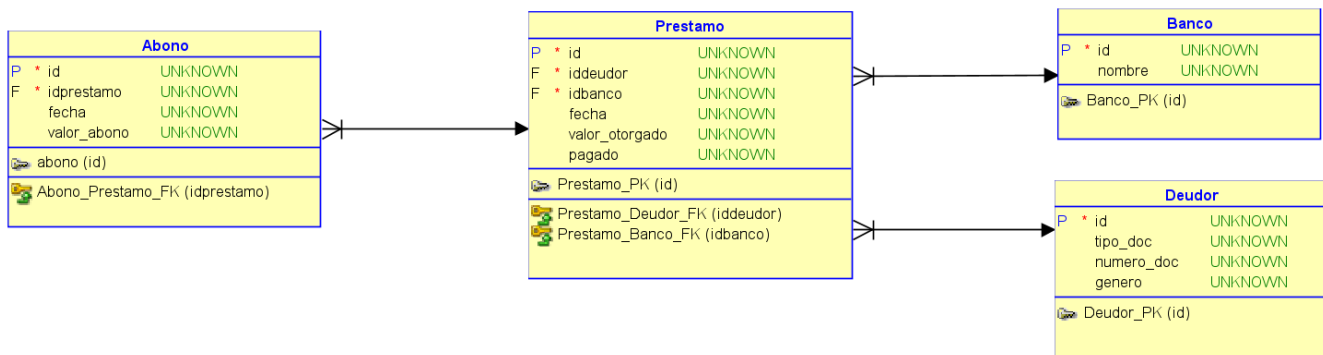 Abono
P * id UNKNOWN
F * idprestamo UNKNOWN
fecha UNKNOWN
valor_abono UNKNOWN
abono (id)
Abono_Prestamo_FK (idprestamo)
Prestamo
P * id UNKNOWN
F * iddeudor UNKNOWN
F * idbanco UNKNOWN
fecha UNKNOWN
valor_otorgado UNKNOWN
pagado UNKNOWN
Prestamo_PK (id)
Prestamo_Deudor_FK (iddeudor)
Prestamo_Banco_FK (idbanco)
Banco
P * id UNKNOWN
nombre UNKNOWN
Banco_PK (id)
Deudor
P * id UNKNOWN
tipo_doc UNKNOWN
numero_doc UNKNOWN
genero UNKNOWN
Deudor_PK (id)